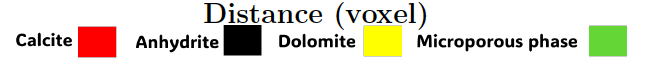 Distance (voxel)
Calcite Anhydrite Dolomite Microporous phase